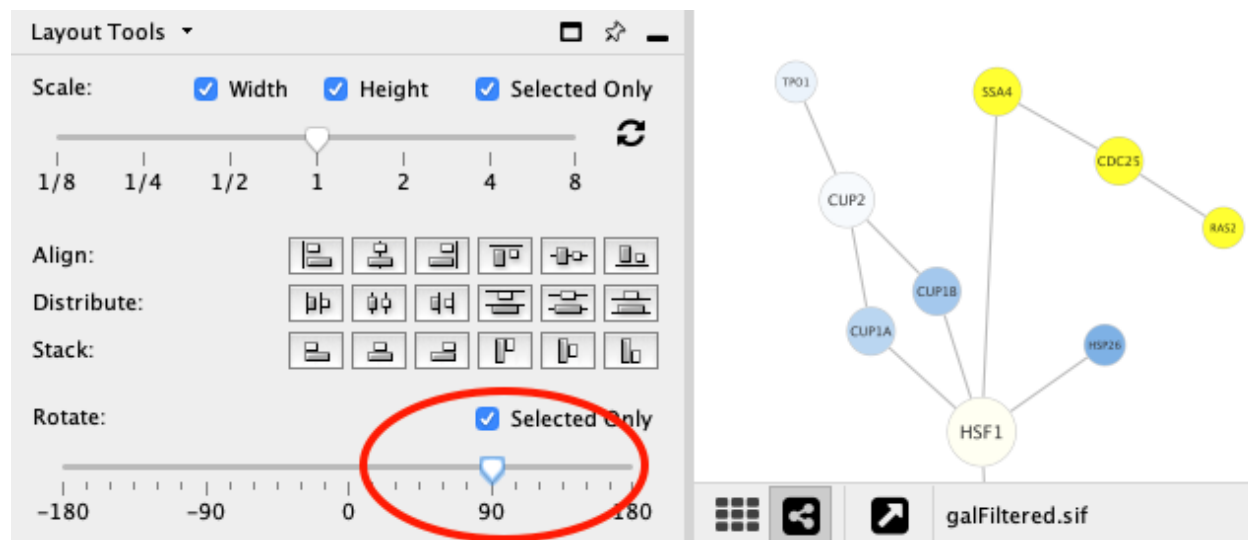 Layout Tools
Scale: Width Height Selected Only
1/8 1/4 1/2 1 2 4 8
Align:
Distribute:
Stack:
Rotate: Selected Only
-180 -90 0 90 180
TPO1
SSA4
CDC25
CUP2
RAS2
CUP1B
CUP1A
HSP26
HSF1
galFiltered.sif